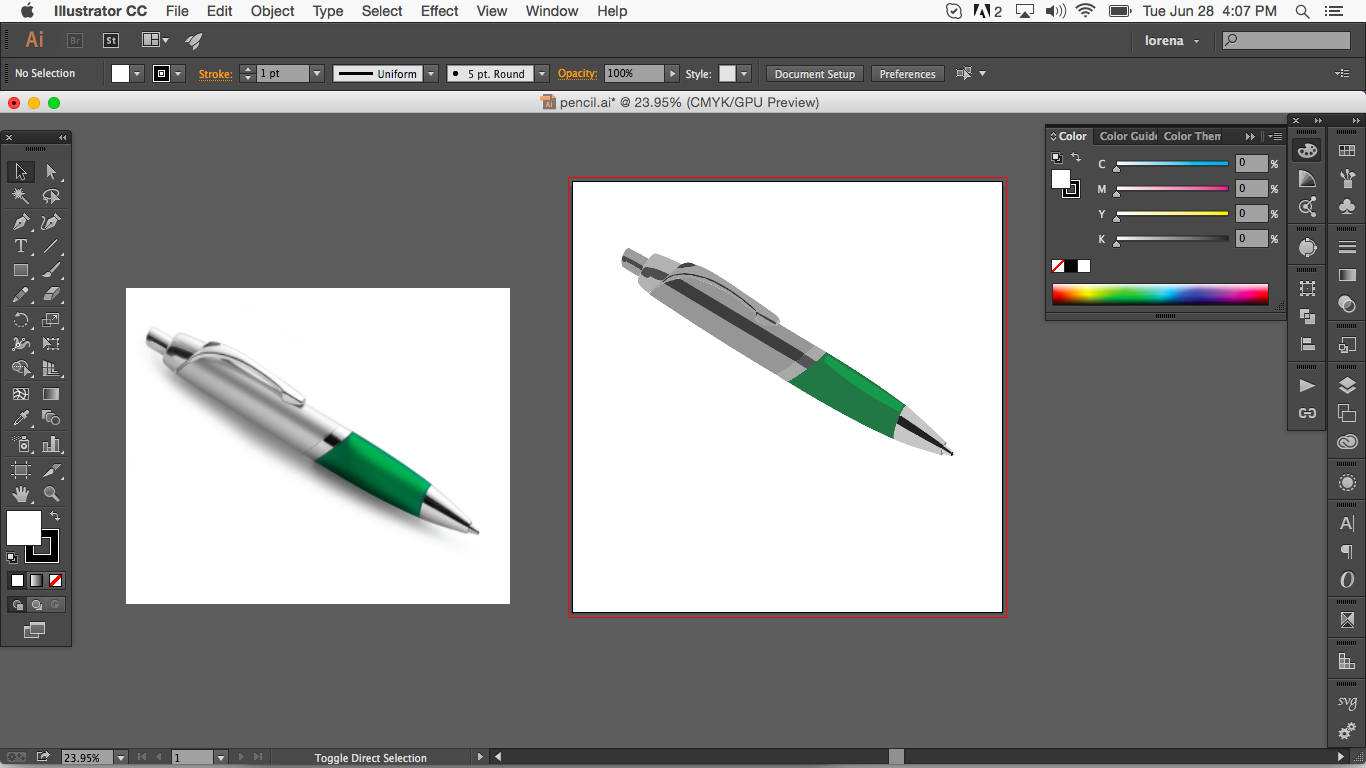 Illustrator CC File Edit Object Type Select Effect View Window Help 2 Tue Jun 28 4:07 PM
Ai Br St lorena
No Selection Stroke: 1 pt Uniform 5 pt. Round Opacity: 100% Style: Document Setup Preferences
pencil.ai* @ 23.95% (CMYK/GPU Preview)
Color Color Guide Color Them
C 0 %
M 0 %
Y 0 %
K 0 %
T
A
O
svg
23.95% 1 Toggle Direct Selection